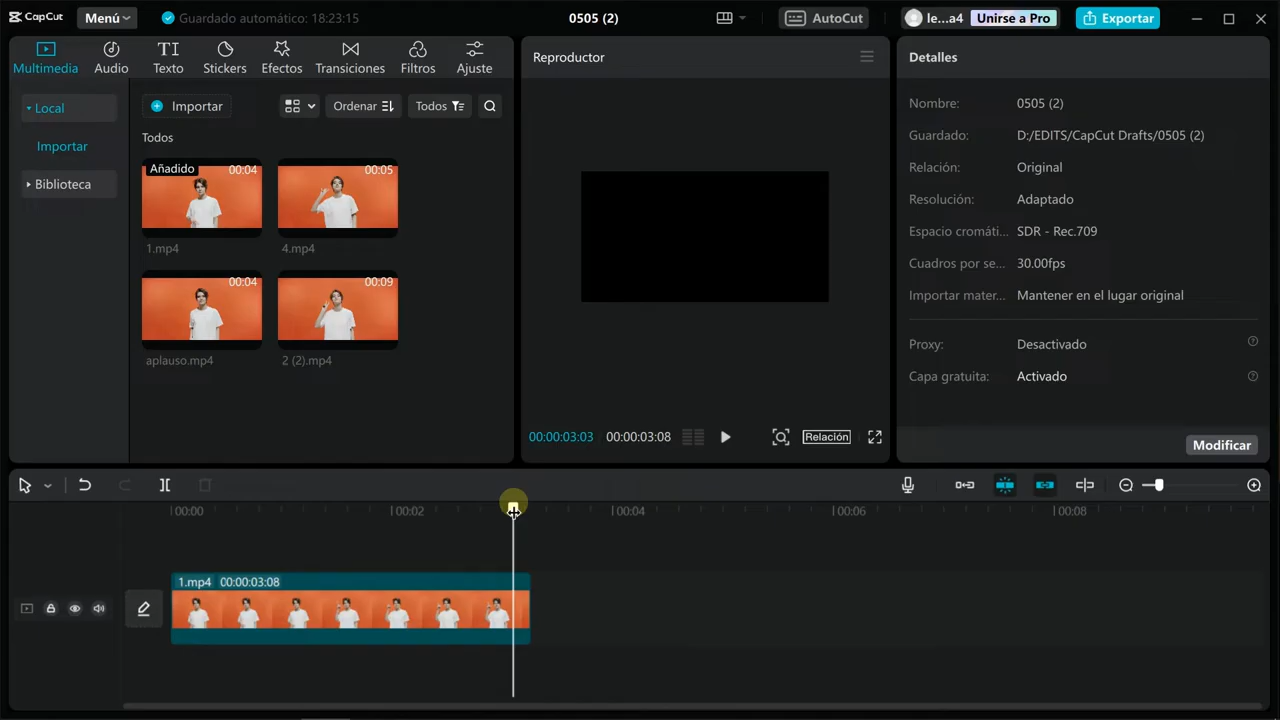 CapCut
Menú
Guardado automático: 18:23:15
0505 (2)
AutoCut
le...a4
Unirse a Pro
Exportar
Multimedia
Audio
Texto
Stickers
Efectos
Transiciones
Filtros
Ajuste
Local
Importar
Biblioteca
Importar
Ordenar
Todos
Todos
Añadido
00:04
1.mp4
00:05
4.mp4
00:04
aplauso.mp4
00:09
2 (2).mp4
Reproductor
00:00:03:03
00:00:03:08
Relación
Detalles
Nombre: 0505 (2)
Guardado: D:/EDITS/CapCut Drafts/0505 (2)
Relación: Original
Resolución: Adaptado
Espacio cromáti... SDR - Rec.709
Cuadros por se... 30.00fps
Importar mater... Mantener en el lugar original
Proxy: Desactivado
Capa gratuita: Activado
Modificar
00:00
00:02
00:04
00:06
00:08
1.mp4 00:00:03:08